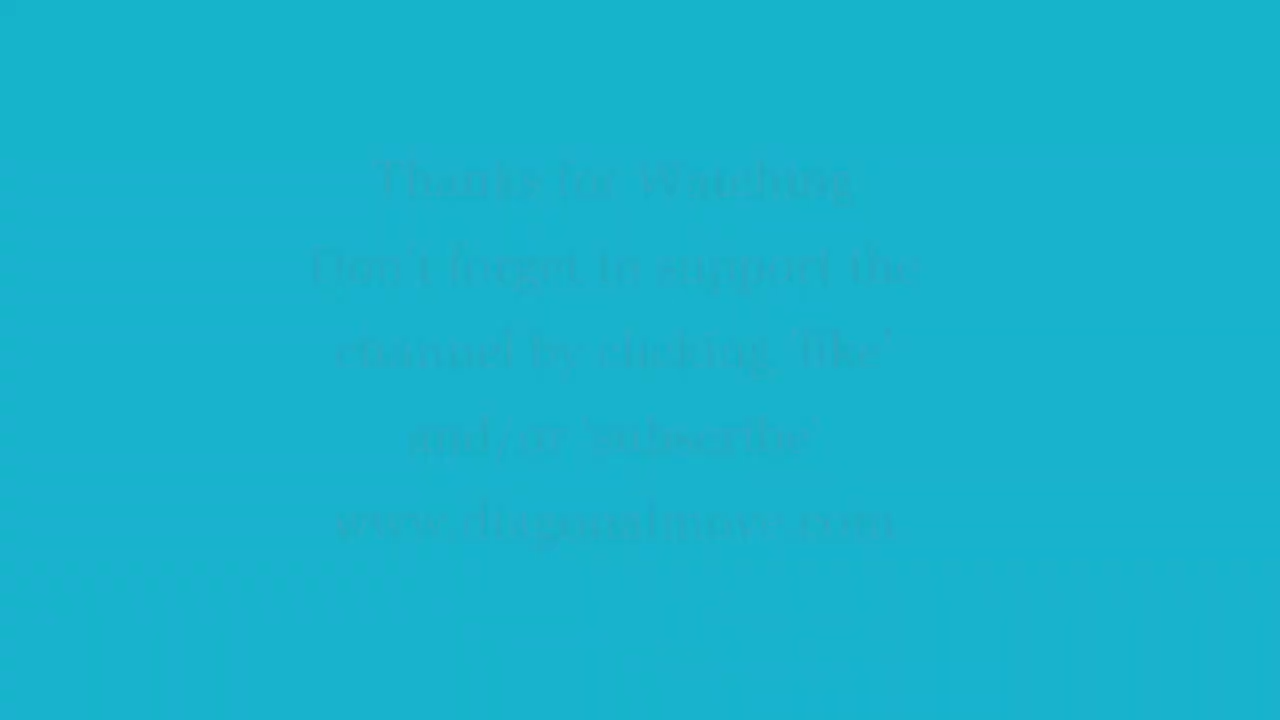 Thanks for Watching
Don't forget to support the
channel by clicking 'like'
and/or 'subscribe'